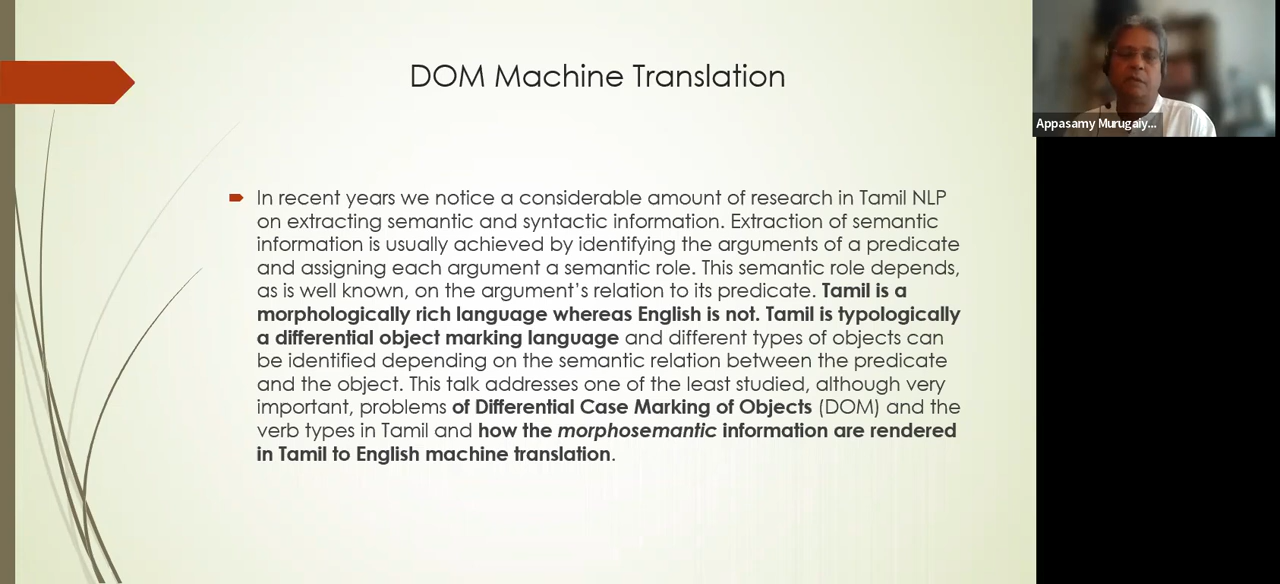 DOM Machine Translation
In recent years we notice a considerable amount of research in Tamil NLP
on extracting semantic and syntactic information. Extraction of semantic
information is usually achieved by identifying the arguments of a predicate
and assigning each argument a semantic role. This semantic role depends,
as is well known, on the argument’s relation to its predicate. Tamil is a
morphologically rich language whereas English is not. Tamil is typologically
a differential object marking language and different types of objects can
be identified depending on the semantic relation between the predicate
and the object. This talk addresses one of the least studied, although very
important, problems of Differential Case Marking of Objects (DOM) and the
verb types in Tamil and how the morphosemantic information are rendered
in Tamil to English machine translation.
Appasamy Murugaiy...